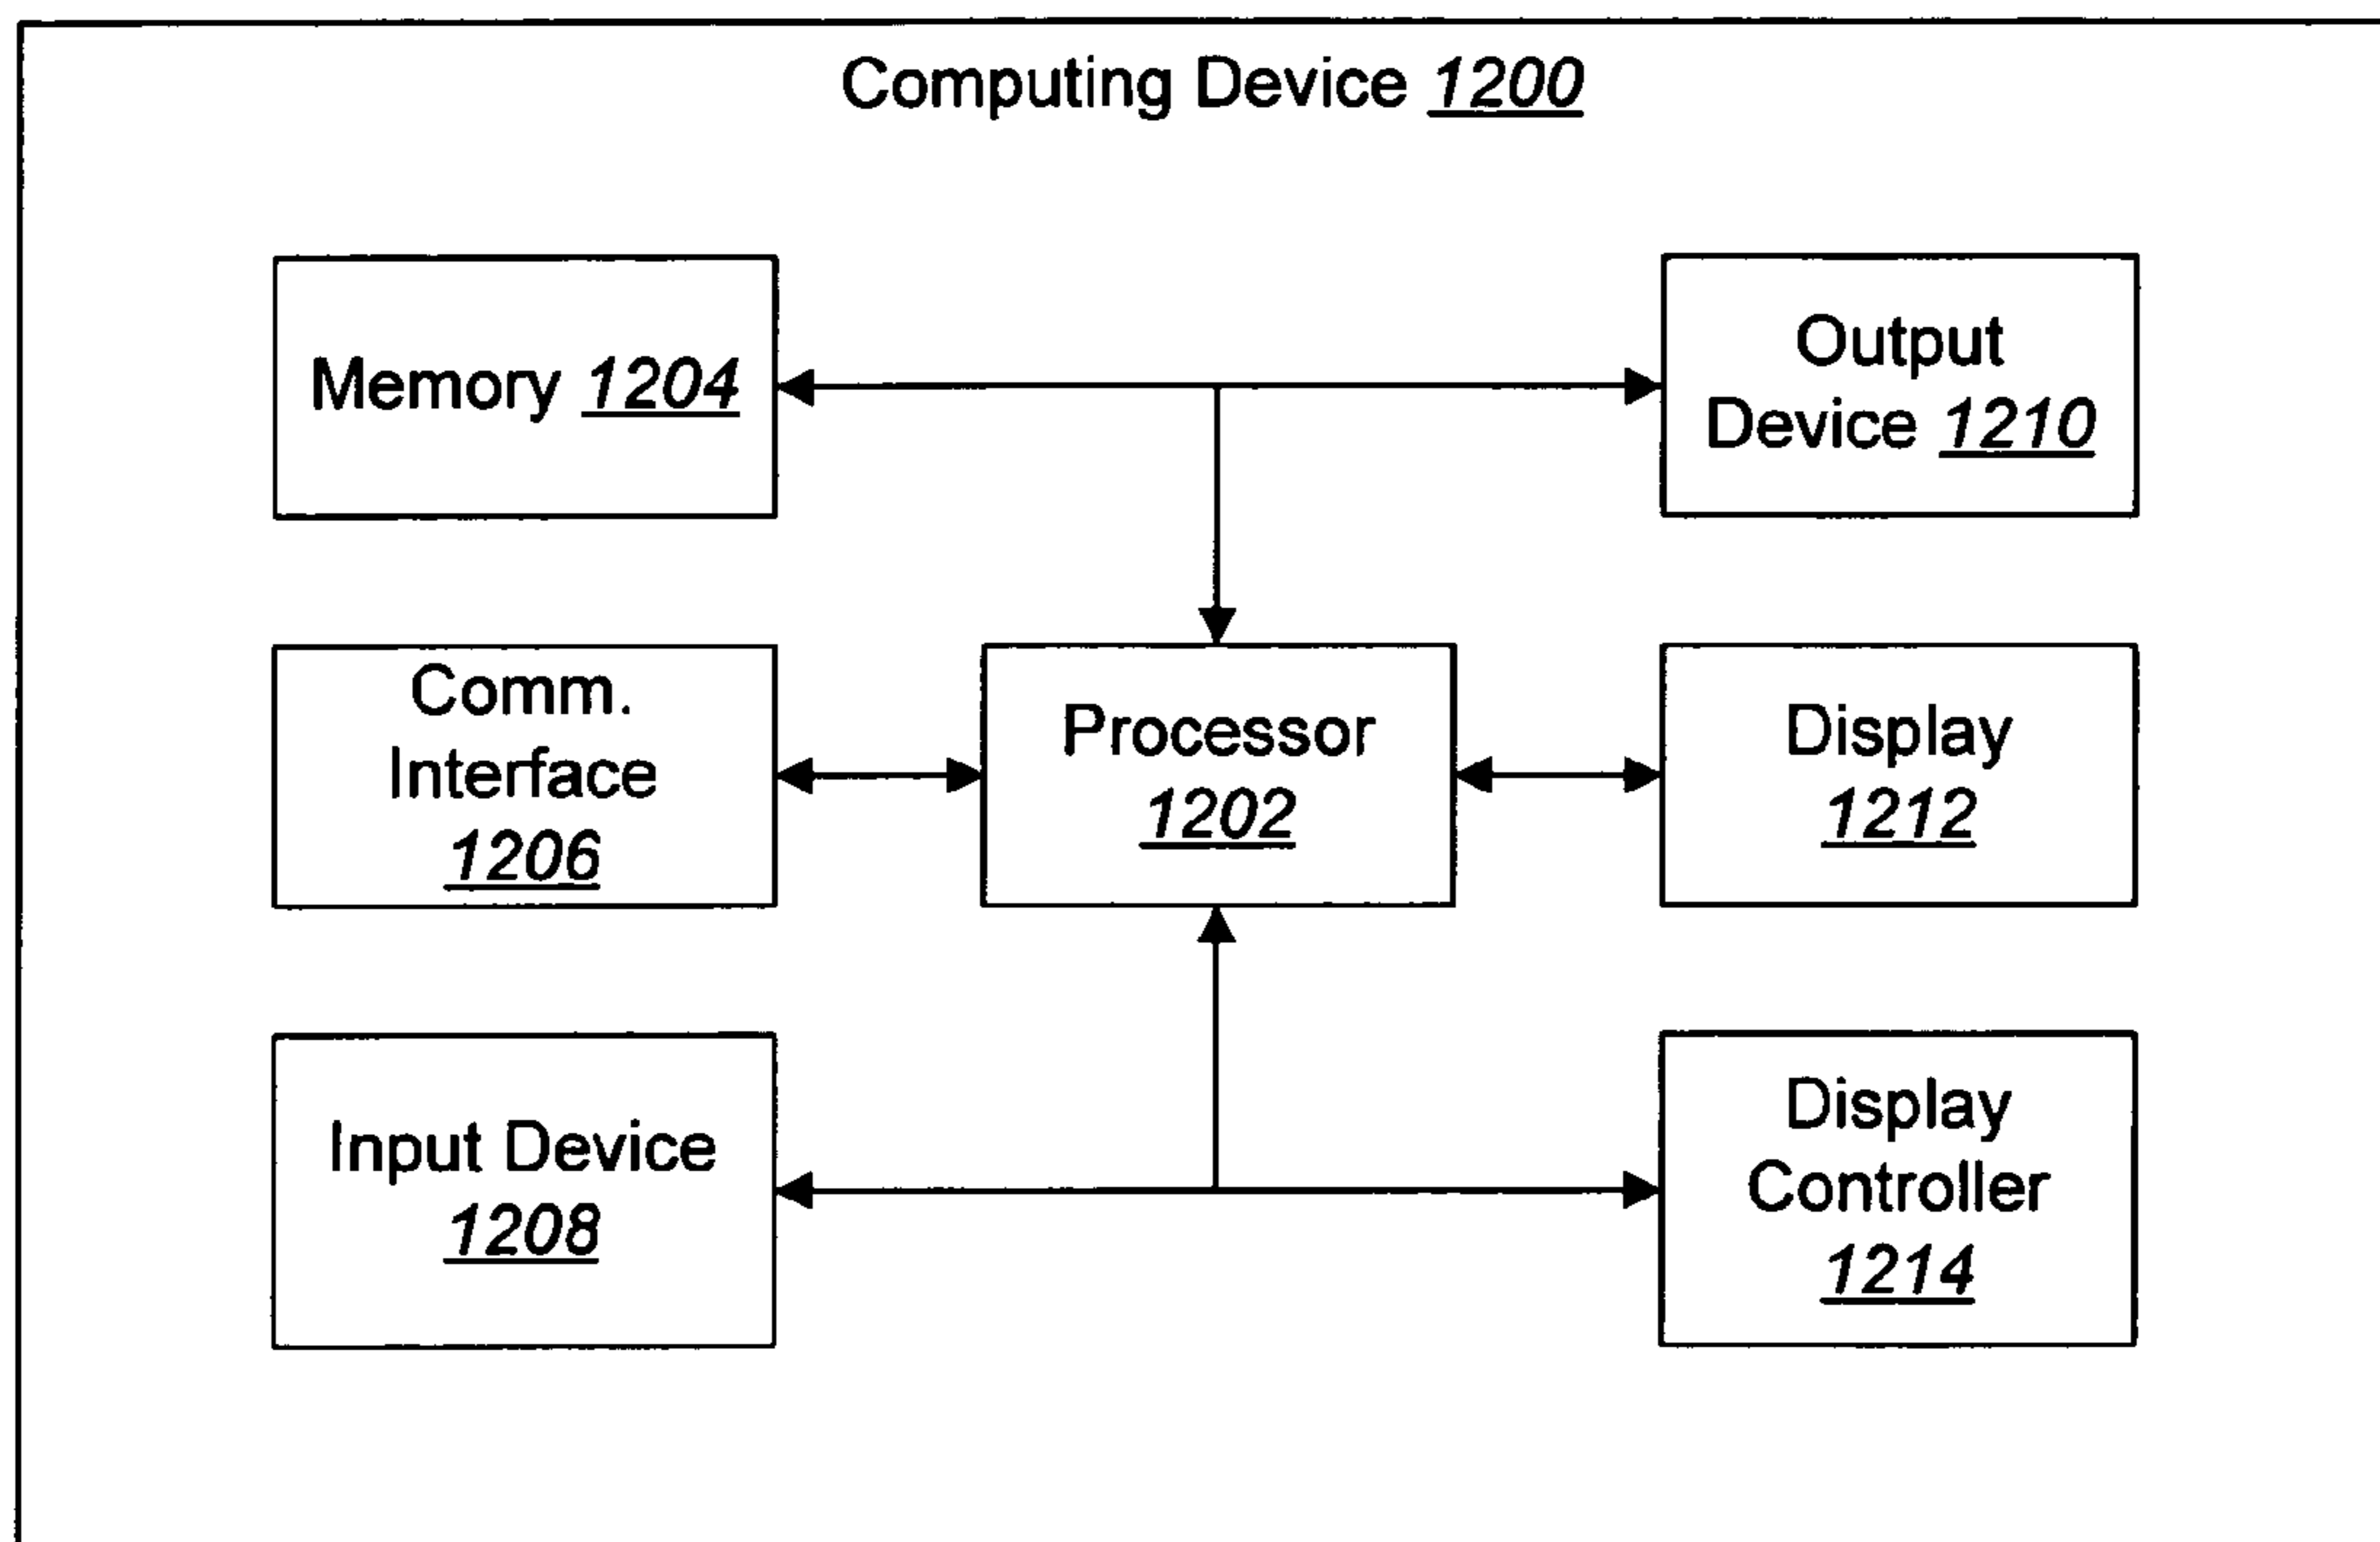 Computing Device 1200
Memory 1204
Output
Device 1210
Comm.
Interface
1206
Processor
1202
Display
1212
Input Device
1208
Display
Controller
1214